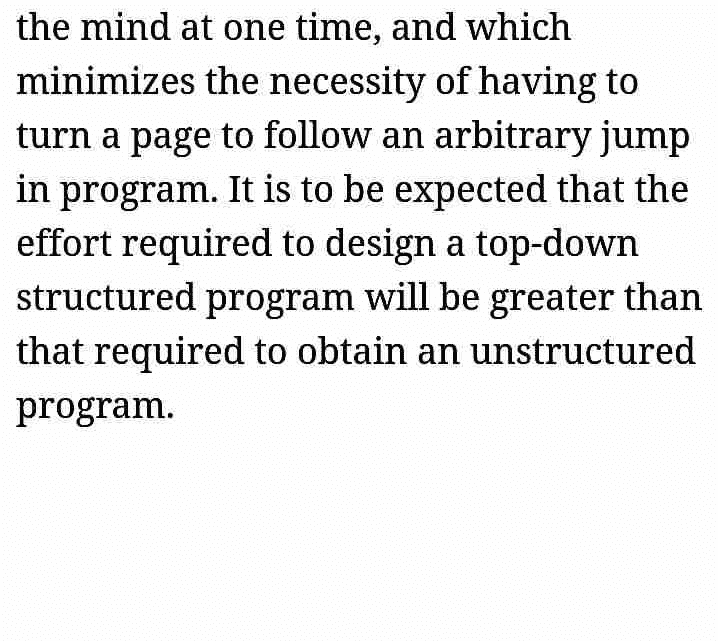 the mind at one time, and which
minimizes the necessity of having to
turn a page to follow an arbitrary jump
in program. It is to be expected that the
effort required to design a top-down
structured program will be greater than
that required to obtain an unstructured
program.